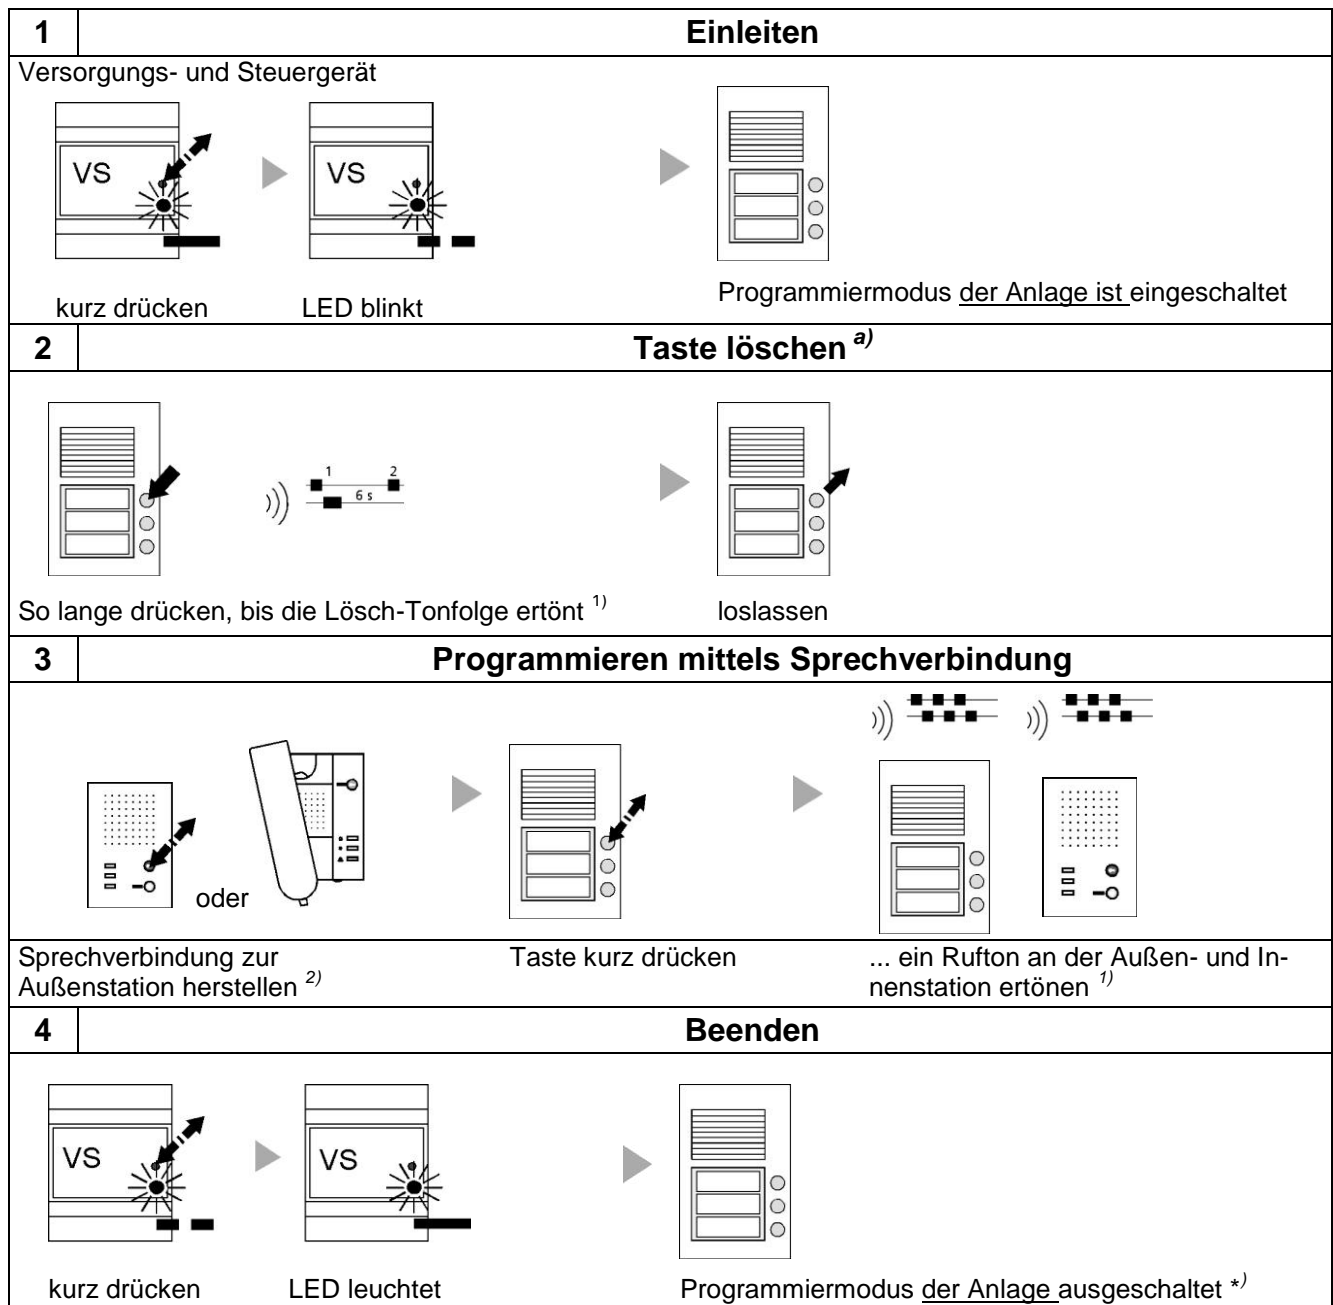 1 Einleiten
Versorgungs- und Steuergerät
VS VS
kurz drücken LED blinkt Programmiermodus der Anlage ist eingeschaltet
2 Taste löschen a)
1 2
6 s
So lange drücken, bis die Lösch-Tonfolge ertönt 1) loslassen
3 Programmieren mittels Sprechverbindung
oder
Sprechverbindung zur Taste kurz drücken ... ein Rufton an der Außen- und In-
Außenstation herstellen 2) nenstation ertönen 1)
4 Beenden
VS VS
kurz drücken LED leuchtet Programmiermodus der Anlage ausgeschaltet *)